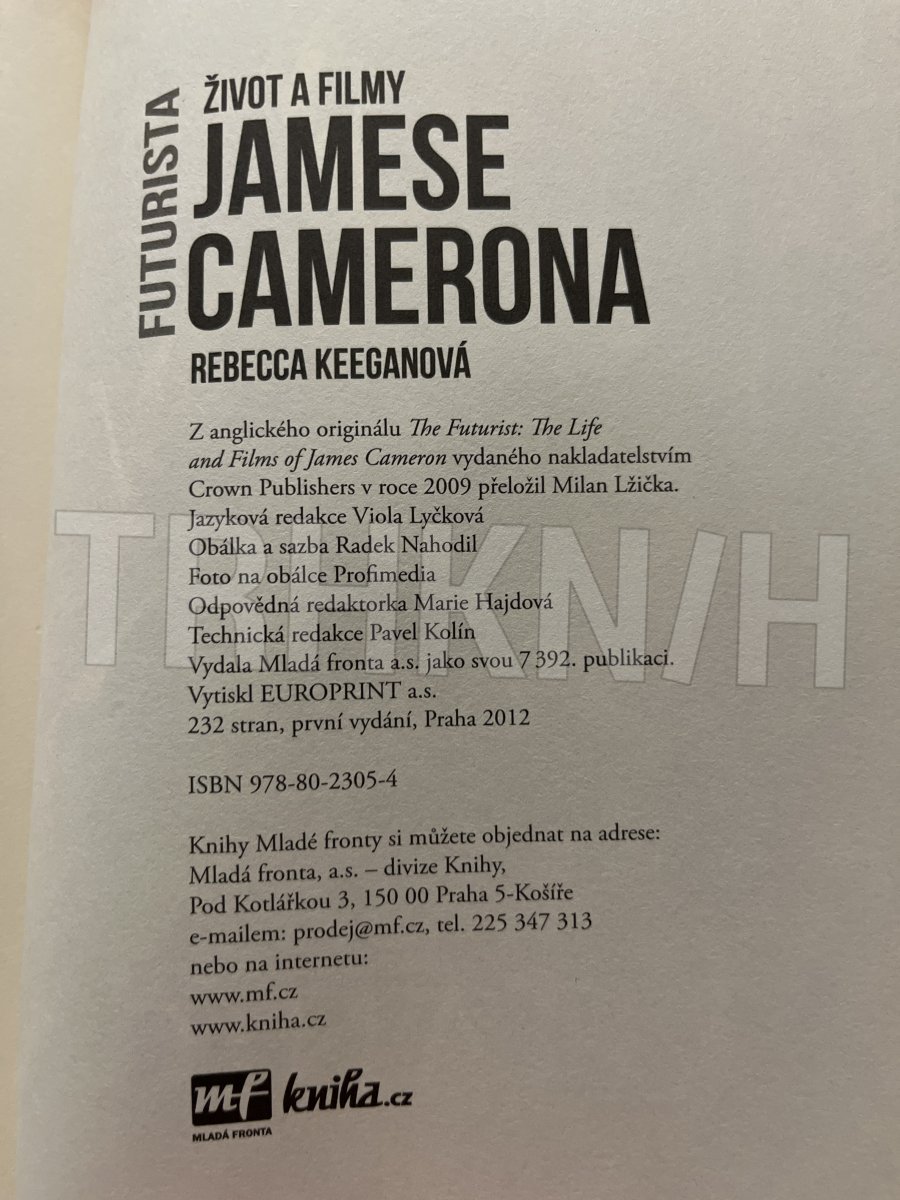 FUTURISTA
ŽIVOT A FILMY
JAMESE
CAMERONA
REBECCA KEEGANOVÁ
Z anglického originálu The Futurist: The Life
and Films of James Cameron vydaného nakladatelstvím
Crown Publishers v roce 2009 přeložil Milan Lžička.
Jazyková redakce Viola Lyčková
Obálka a sazba Radek Nahodil
Foto na obálce Profimedia
Odpovědná redaktorka Marie Hajdová
Technická redakce Pavel Kolín
Vydala Mladá fronta a.s. jako svou 7 392. publikaci.
Vytiskl EUROPRINT a.s.
232 stran, první vydání, Praha 2012
ISBN 978-80-2305-4
Knihy Mladé fronty si můžete objednat na adrese:
Mladá fronta, a.s. – divize Knihy,
Pod Kotlářkou 3, 150 00 Praha 5-Košíře
e-mailem: prodej@mf.cz, tel. 225 347 313
nebo na internetu:
www.mf.cz
www.kniha.cz
mf kniha.cz
MLADÁ FRONTA
TRHKN/H